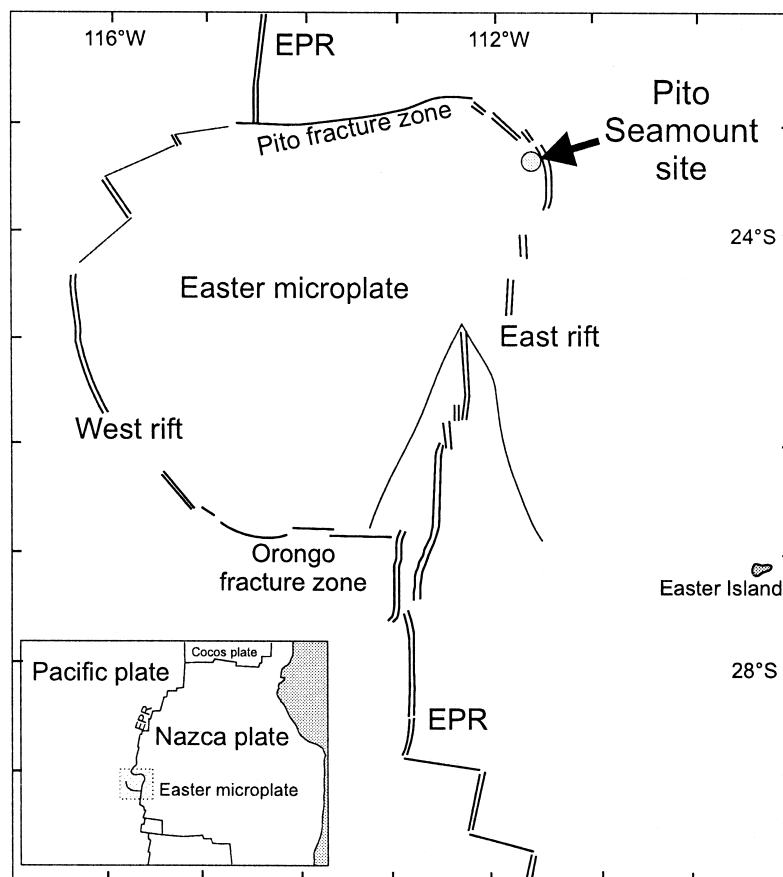 116°W
112°W
EPR
Pito fracture zone
Pito
Seamount
site
24°S
Easter microplate
East rift
West rift
Orongo
fracture zone
Easter Island
28°S
EPR
Cocos plate
Pacific plate
EPR
Nazca plate
Easter microplate